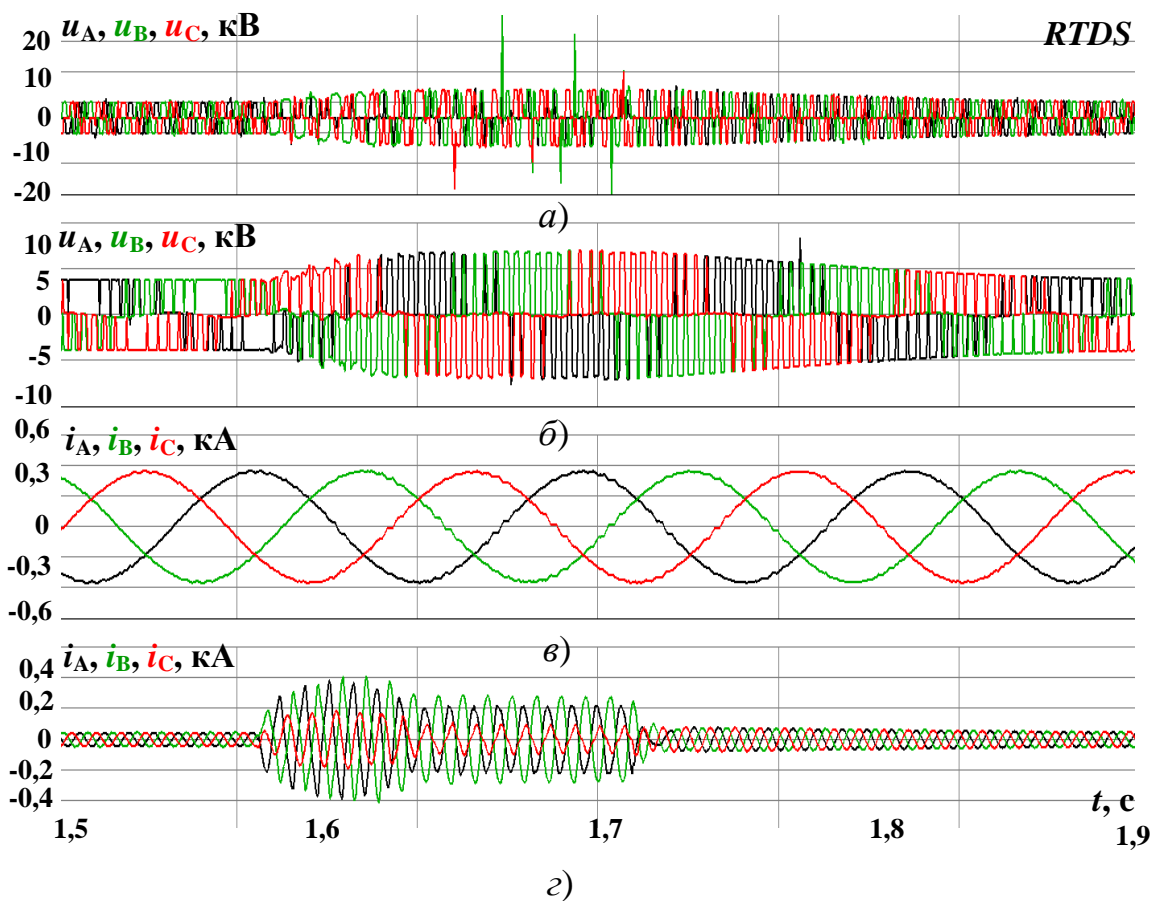 u_A, u_B, u_C, кВ
RTDS
20
10
0
-10
-20
а)
u_A, u_B, u_C, кВ
10
5
0
-5
-10
б)
i_A, i_B, i_C, кА
0,6
0,3
0
-0,3
-0,6
в)
i_A, i_B, i_C, кА
0,4
0,2
0
-0,2
-0,4
t, с
1,5 1,6 1,7 1,8 1,9
г)